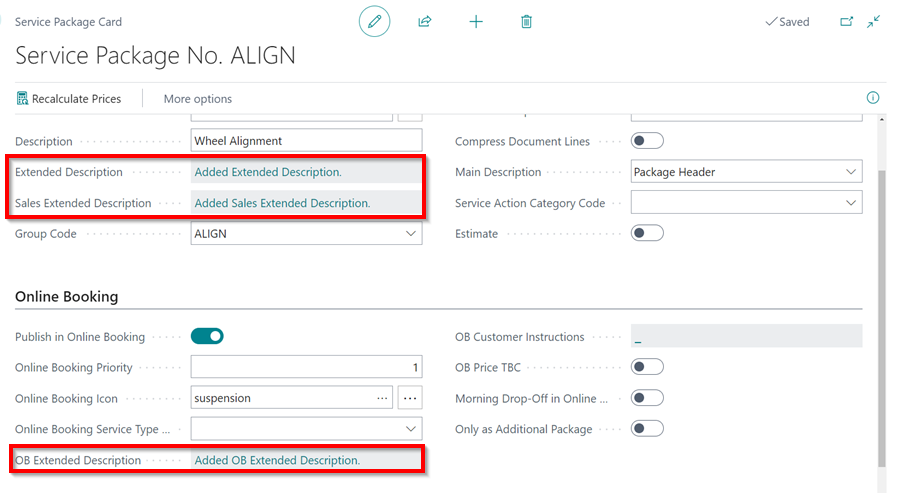 Service Package Card
Saved
Service Package No. ALIGN
Recalculate Prices
More options
Description
Wheel Alignment
Extended Description
Added Extended Description.
Sales Extended Description
Added Sales Extended Description.
Group Code
ALIGN
Compress Document Lines
Main Description
Package Header
Service Action Category Code
Estimate
Online Booking
Publish in Online Booking
Online Booking Priority
1
Online Booking Icon
suspension
Online Booking Service Type ...
OB Extended Description
Added OB Extended Description.
OB Customer Instructions
_
OB Price TBC
Morning Drop-Off in Online ...
Only as Additional Package